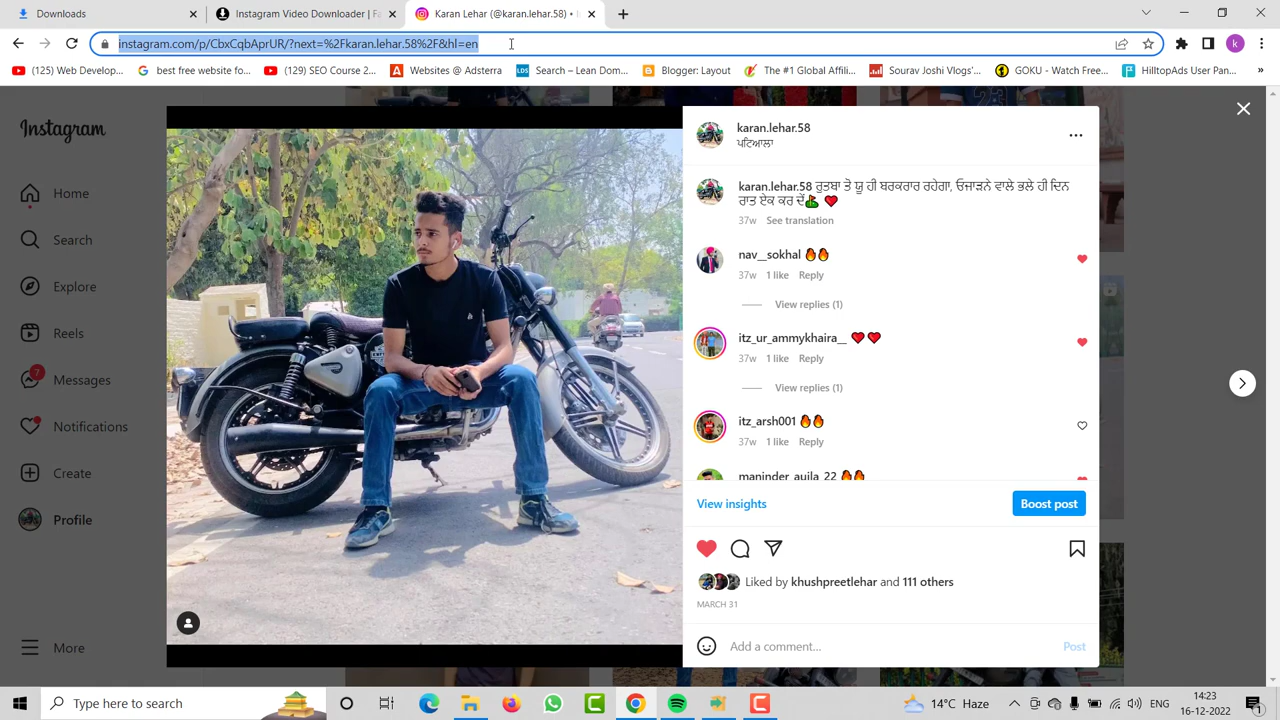 Downloads
Instagram Video Downloader | Fa
Karan Lehar (@karan.lehar.58) •
instagram.com/p/CbxCqbAprUR/?next=%2Fkaran.lehar.58%2F&hl=en
k
(125) Web Develop...
best free website fo...
(129) SEO Course 2...
Websites @ Adsterra
LDS
Search – Lean Dom...
Blogger: Layout
The #1 Global Affili...
Sourav Joshi Vlogs'...
GOKU - Watch Free...
HilltopAds User Pan...
»
Instagram
Home
Search
Explore
Reels
7
Messages
Notifications
Create
Profile
More
karan.lehar.58
ਪਟਿਆਲਾ
karan.lehar.58 ਰੁਤਬਾ ਤੋ ਯੂ ਹੀ ਬਰਕਰਾਰ ਰਹੇਗਾ, ਓਜਾੜਨੇ ਵਾਲੇ ਭਲੇ ਹੀ ਦਿਨ
ਰਾਤ ਏਕ ਕਰ ਦੇਂ⛳ ❤️
37w See translation
nav__sokhal 🔥🔥
37w 1 like Reply
View replies (1)
itz_ur_ammykhaira__ ❤️❤️
37w 1 like Reply
View replies (1)
itz_arsh001 🔥🔥
37w 1 like Reply
maninder_aujla_22 🔥🔥
View insights
Boost post
Liked by khushpreetlehar and 111 others
MARCH 31
Add a comment...
Post
Type here to search
14°C Haze
ENG
14:23
16-12-2022
1